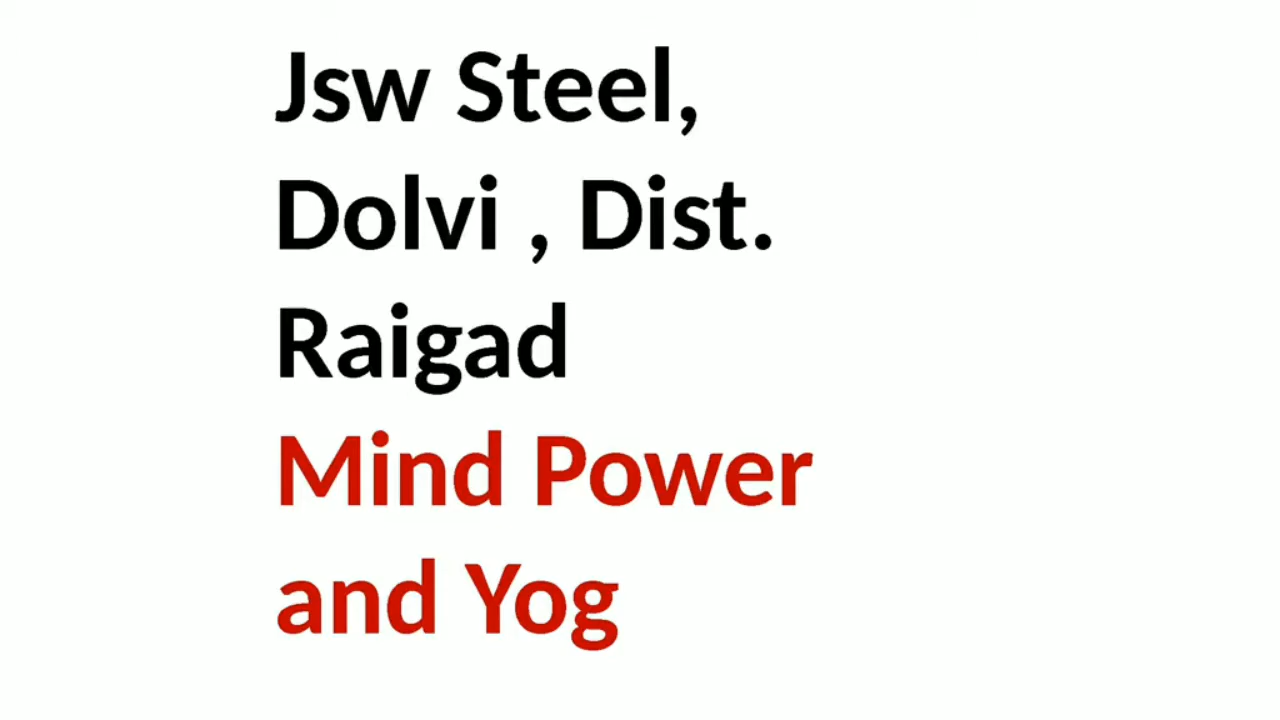 Jsw Steel,
Dolvi , Dist.
Raigad
Mind Power
and Yog